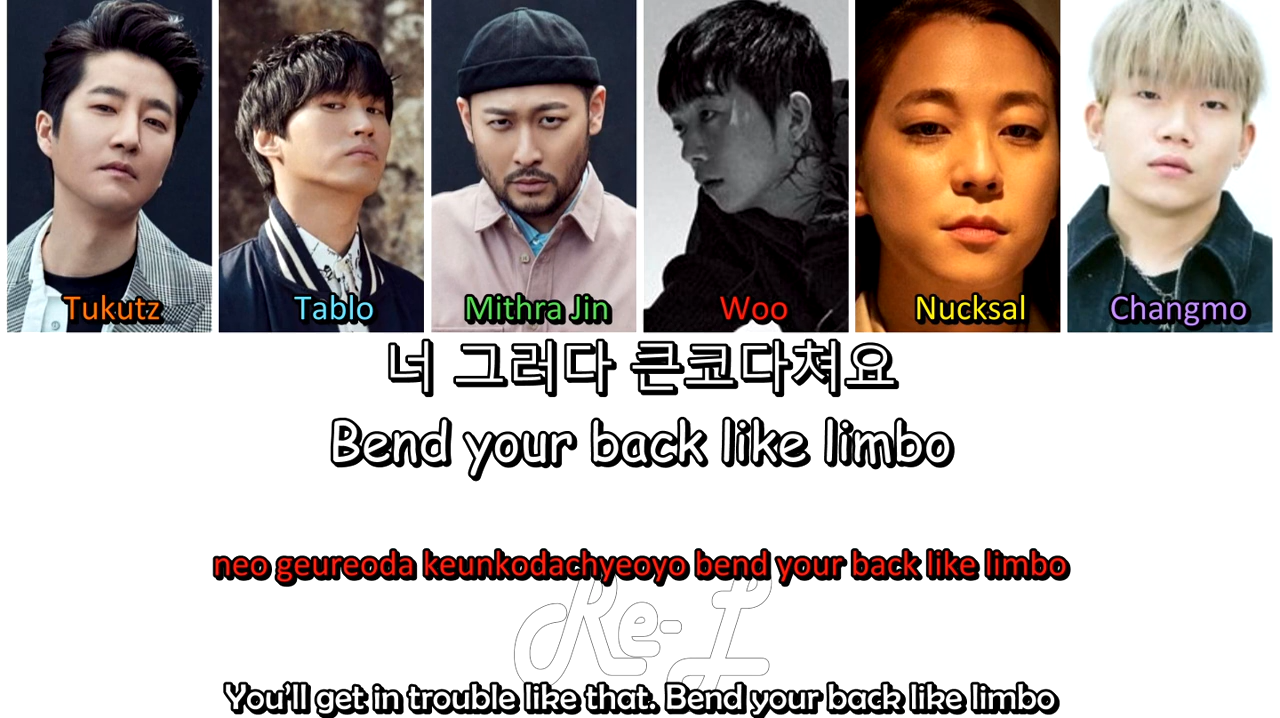 Tukutz
Tablo
Mithra Jin
Woo
Nucksal
Changmo
너 그러다 큰코다쳐요
Bend your back like limbo
neo geureoda keunkodachyeoyo bend your back like limbo
Re-L
You'll get in trouble like that. Bend your back like limbo